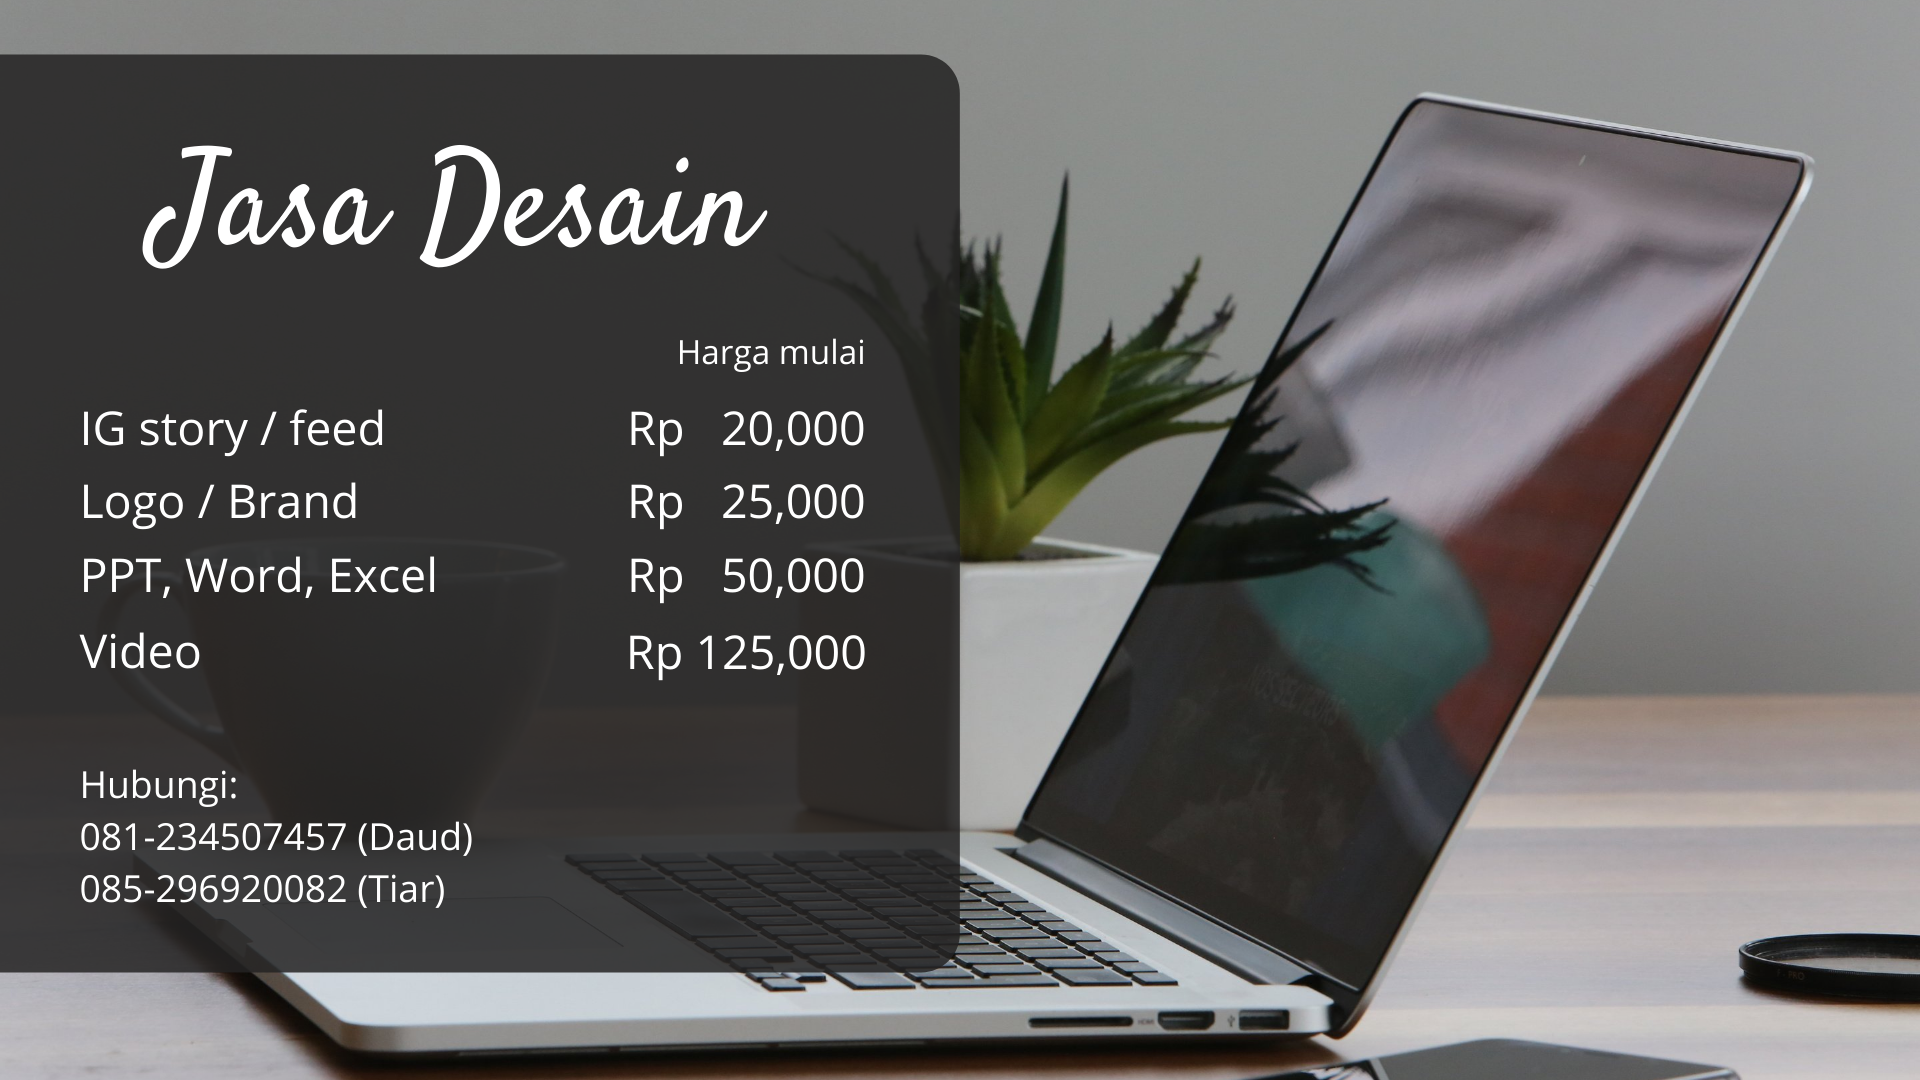 Jasa Desain
Harga mulai
IG story / feed Rp 20,000
Logo / Brand Rp 25,000
PPT, Word, Excel Rp 50,000
Video Rp 125,000
Hubungi:
081-234507457 (Daud)
085-296920082 (Tiar)